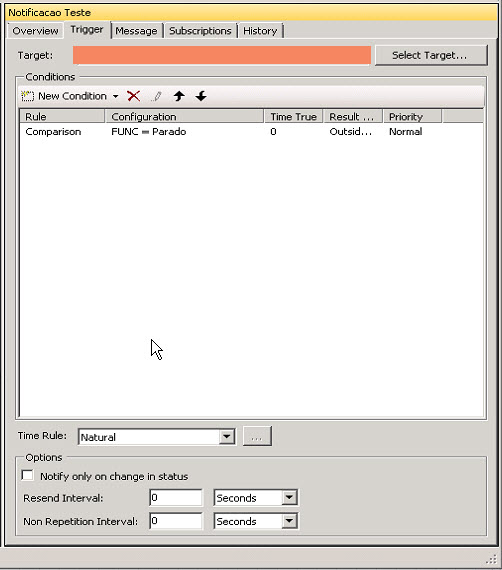 Notificacao Teste
Overview Trigger Message Subscriptions History
Target: Select Target...
Conditions
New Condition
Rule Configuration Time True Result ... Priority
Comparison FUNC = Parado 0 Outsid... Normal
Time Rule: Natural ...
Options
Notify only on change in status
Resend Interval: 0 Seconds
Non Repetition Interval: 0 Seconds